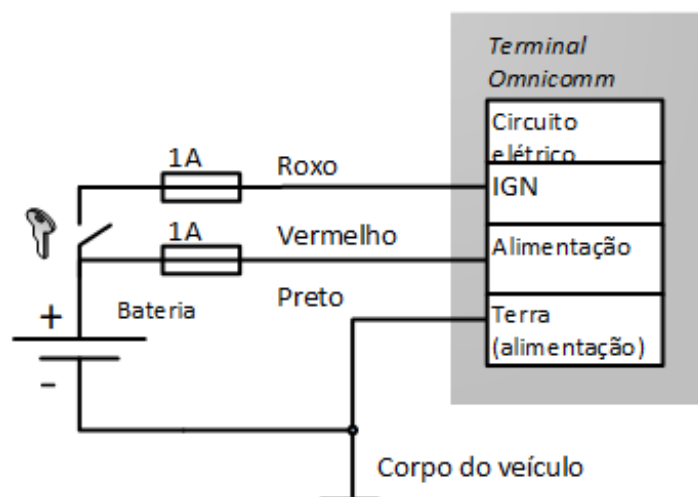 Terminal
Omnicomm
Circuito
elétrico
1A
Roxo
IGN
1A
Vermelho
Alimentação
+
Bateria
Preto
Terra
(alimentação)
-
Corpo do veículo